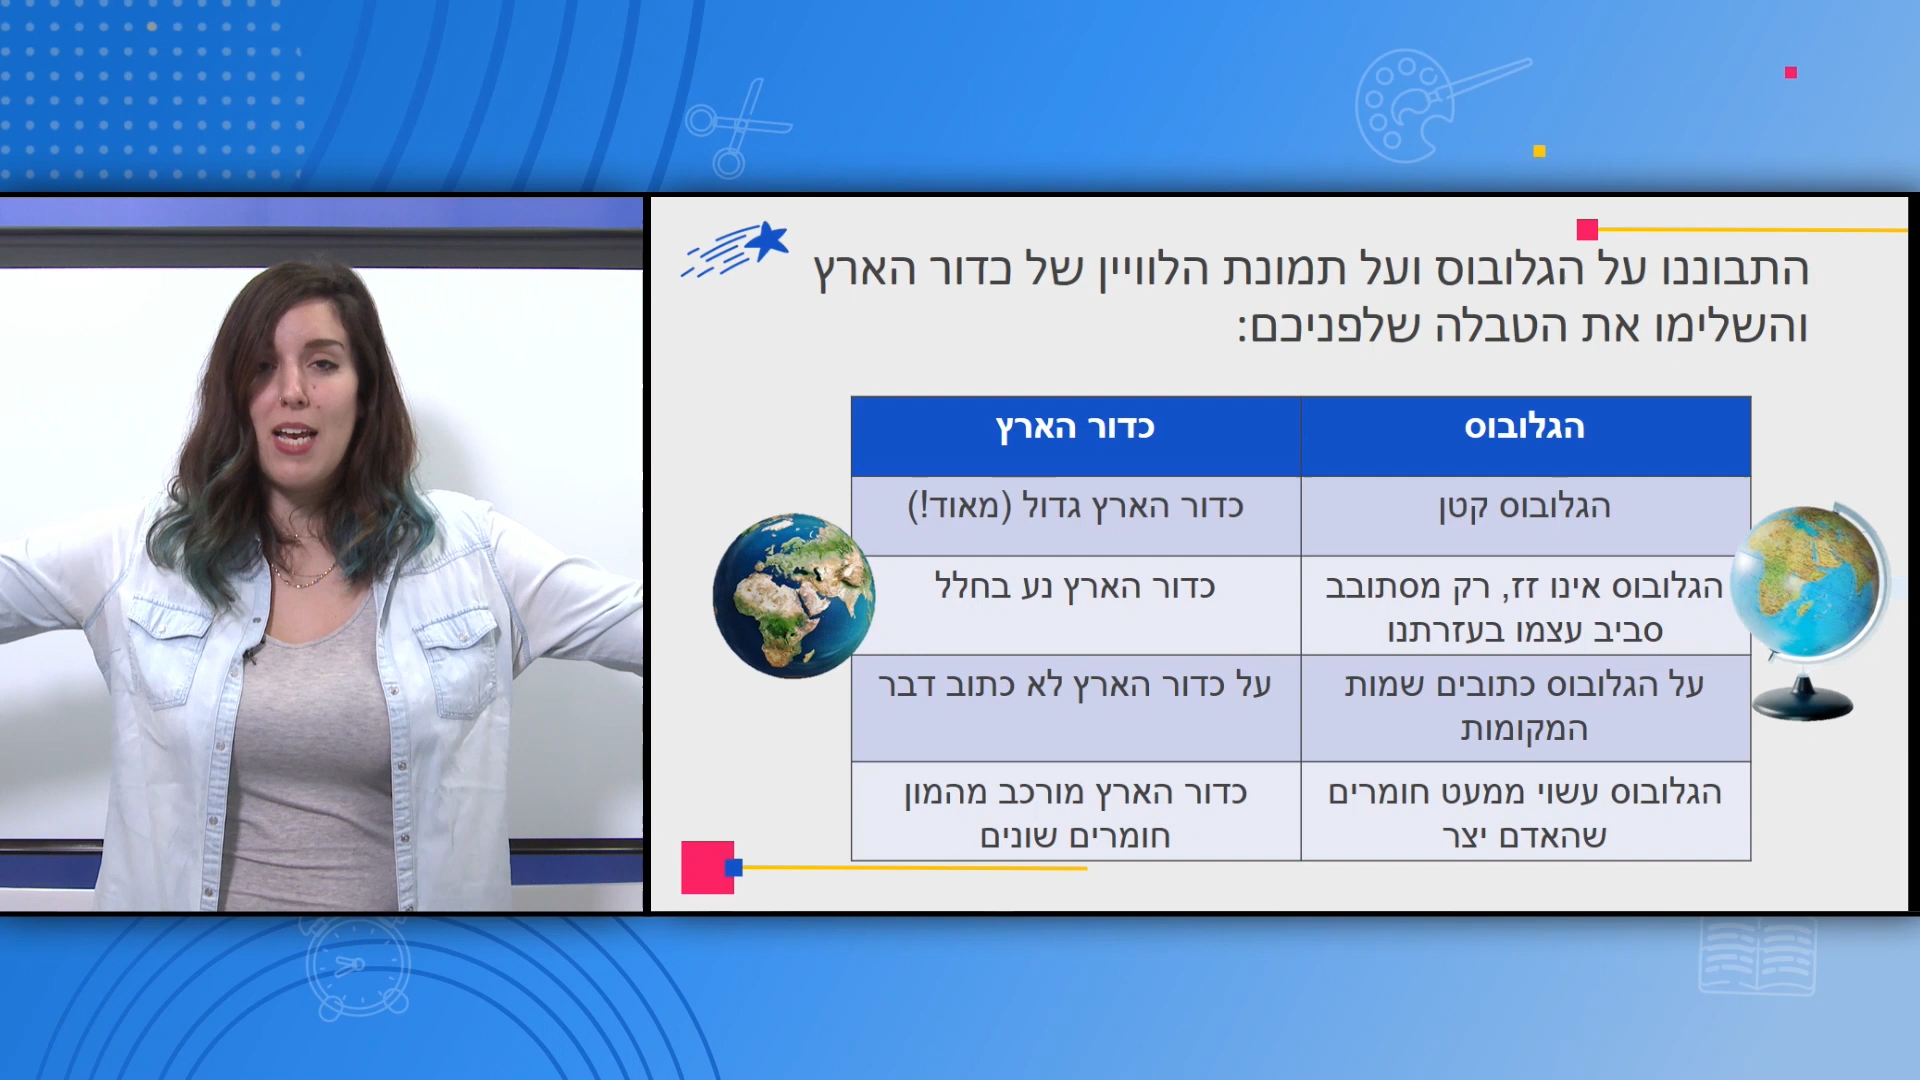 התבוננו על הגלובוס ועל תמונת הלוויין של כדור הארץ
והשלימו את הטבלה שלפניכם:
הגלובוס
כדור הארץ
הגלובוס קטן
כדור הארץ גדול (מאוד!)
הגלובוס אינו זז, רק מסתובב
סביב עצמו בעזרתנו
כדור הארץ נע בחלל
על הגלובוס כתובים שמות
המקומות
על כדור הארץ לא כתוב דבר
הגלובוס עשוי ממעט חומרים
שהאדם יצר
כדור הארץ מורכב מהמון
חומרים שונים